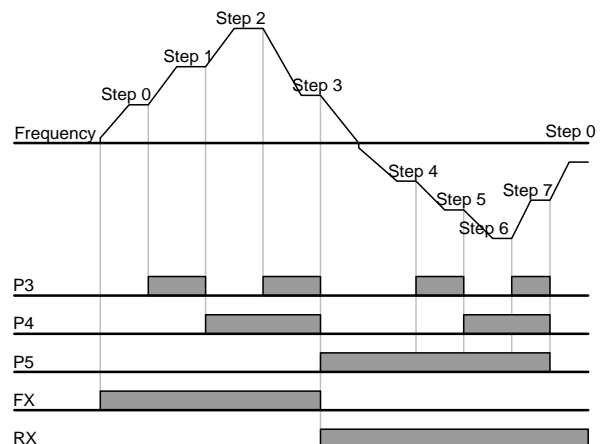 Step 2
Step 1
Step 3
Step 0
Frequency
Step 0
Step 4
Step 7
Step 5
Step 6
P3
P4
P5
FX
RX